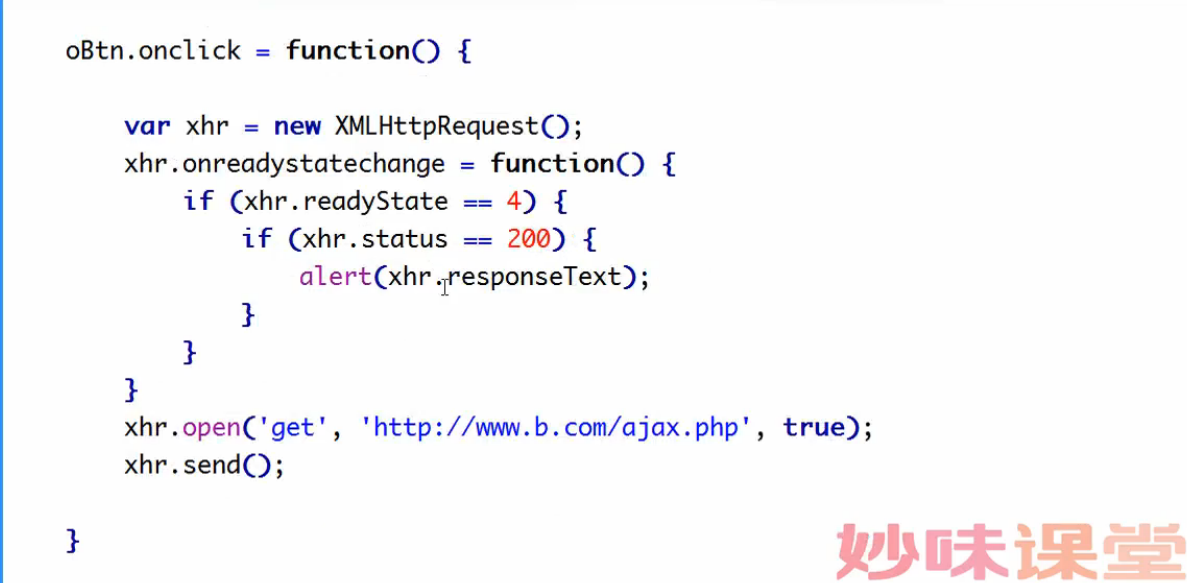 oBtn.onclick = function() {
var xhr = new XMLHttpRequest();
xhr.onreadystatechange = function() {
if (xhr.readyState == 4) {
if (xhr.status == 200) {
alert(xhr.responseText);
}
}
}
xhr.open('get', 'http://www.b.com/ajax.php', true);
xhr.send();
}
妙味课堂